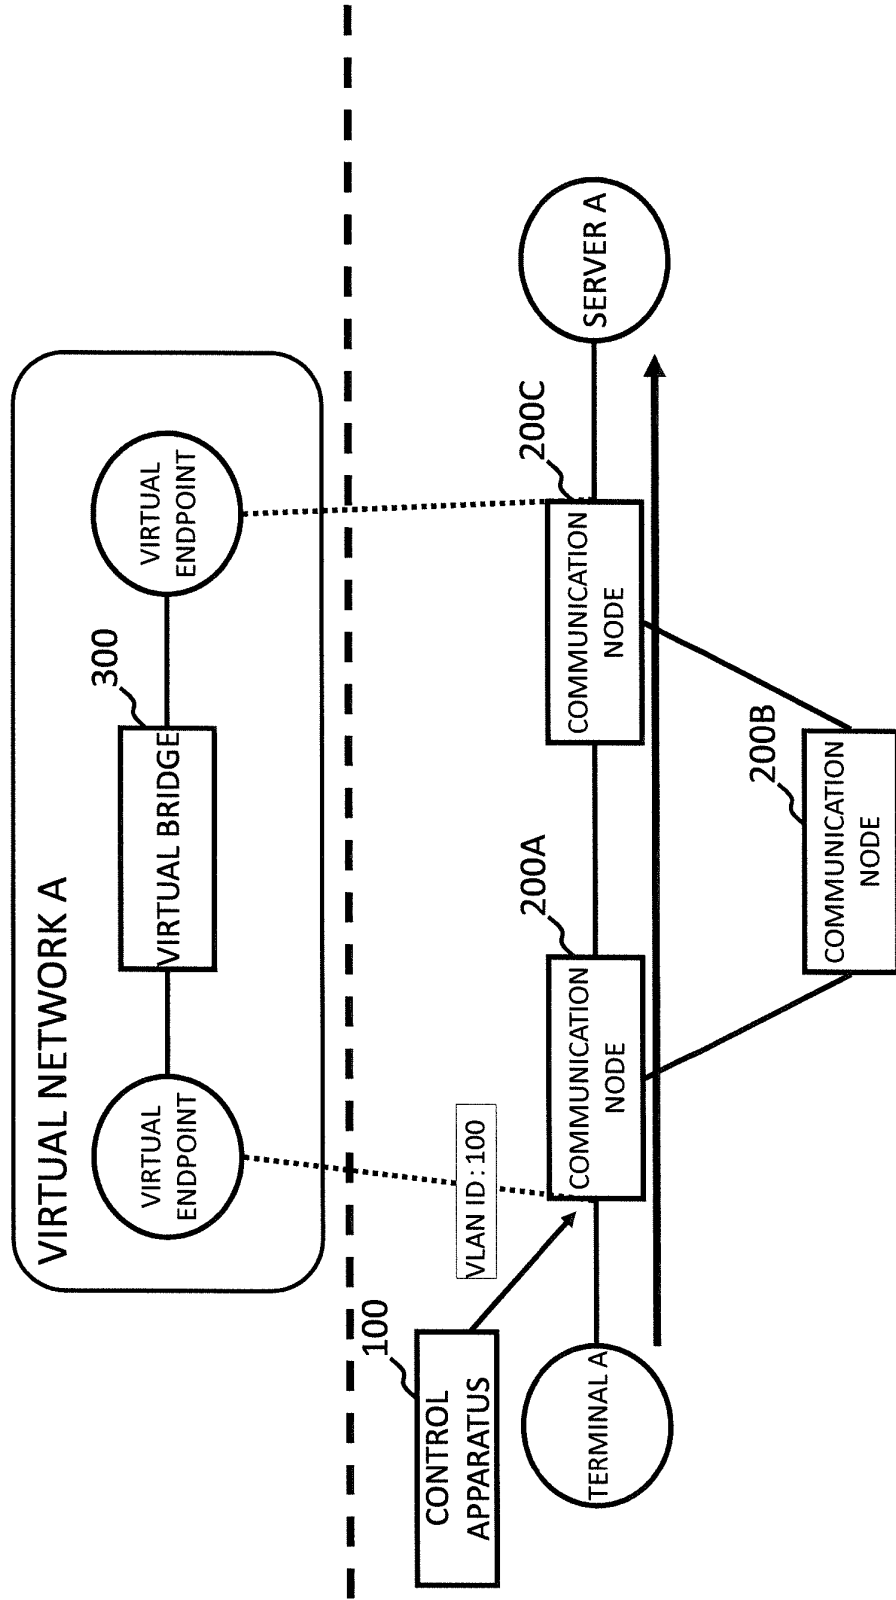 VIRTUAL NETWORK A
VIRTUAL
ENDPOINT
VIRTUAL BRIDGE
300
VIRTUAL
ENDPOINT
100
CONTROL
APPARATUS
VLAN ID : 100
TERMINAL A
COMMUNICATION
NODE
200A
COMMUNICATION
NODE
200C
SERVER A
COMMUNICATION
NODE
200B